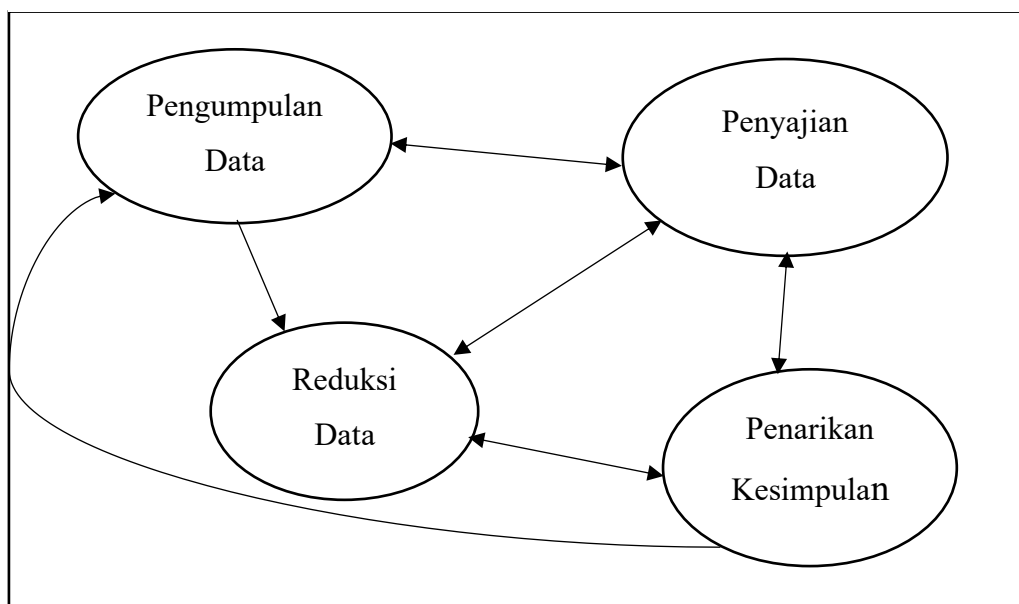 Pengumpulan
Data
Penyajian
Data
Reduksi
Data
Penarikan
Kesimpulan